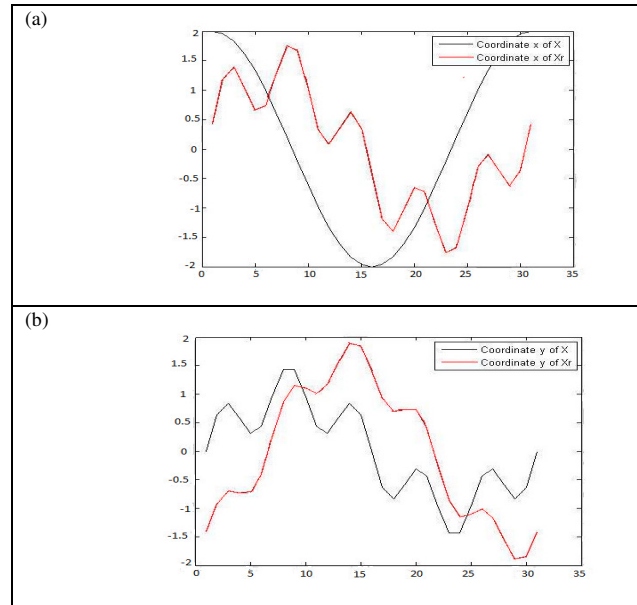 (a)
2
1.5
1
0.5
0
-0.5
-1
-1.5
-2
0 5 10 15 20 25 30 35
Coordinate x of X
Coordinate x of Xr
(b)
2
1.5
1
0.5
0
-0.5
-1
-1.5
-2
0 5 10 15 20 25 30 35
Coordinate y of X
Coordinate y of Xr